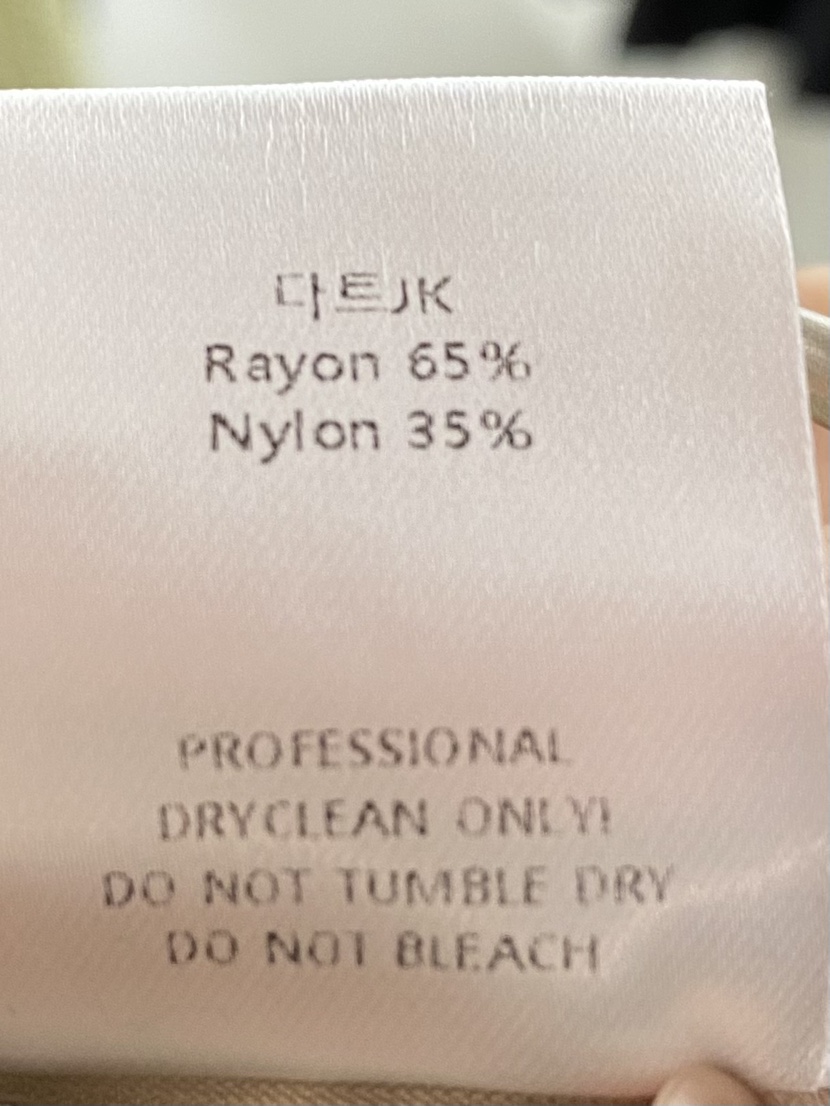 다트JK
Rayon 65%
Nylon 35%
PROFESSIONAL
DRYCLEAN ONLY!
DO NOT TUMBLE DRY
DO NOT BLEACH